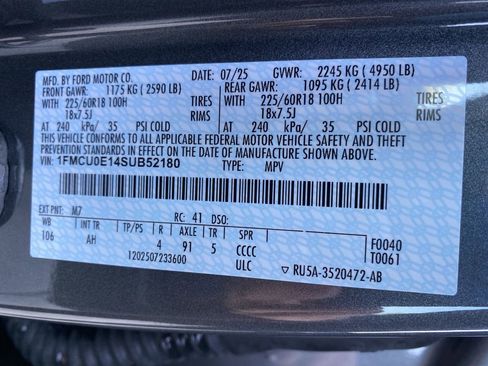 MFD. BY FORD MOTOR CO. 07/25 GVWR: 2245 KG ( 4950 LB)
FRONT GAWR: 1175 KG ( 2590 LB) REAR GAWR: 1095 KG ( 2414 LB)
WITH 225/60R18 100H TIRES WITH 225/60R18 100H TIRES
18x7.5J RIMS 18x7.5J RIMS
AT 240 kPa/ 35 PSI COLD AT 240 kPa/ 35 PSI COLD
THIS VEHICLE CONFORMS TO ALL APPLICABLE FEDERAL MOTOR VEHICLE SAFETY AND THEFT
PREVENTION STANDARDS IN EFFECT ON THE DATE OF MANUFACTURE SHOWN ABOVE.
VIN: 1FMCU0E14SUB52180 TYPE: MPV
EXT PNT: M7 RC: 41 DSO:
WB INT TR TP/PS R AXLE TR SPR F0040
106 AH 4 91 5 CCCC T0061
1202507233600 ULC RU5A-3520472-AB